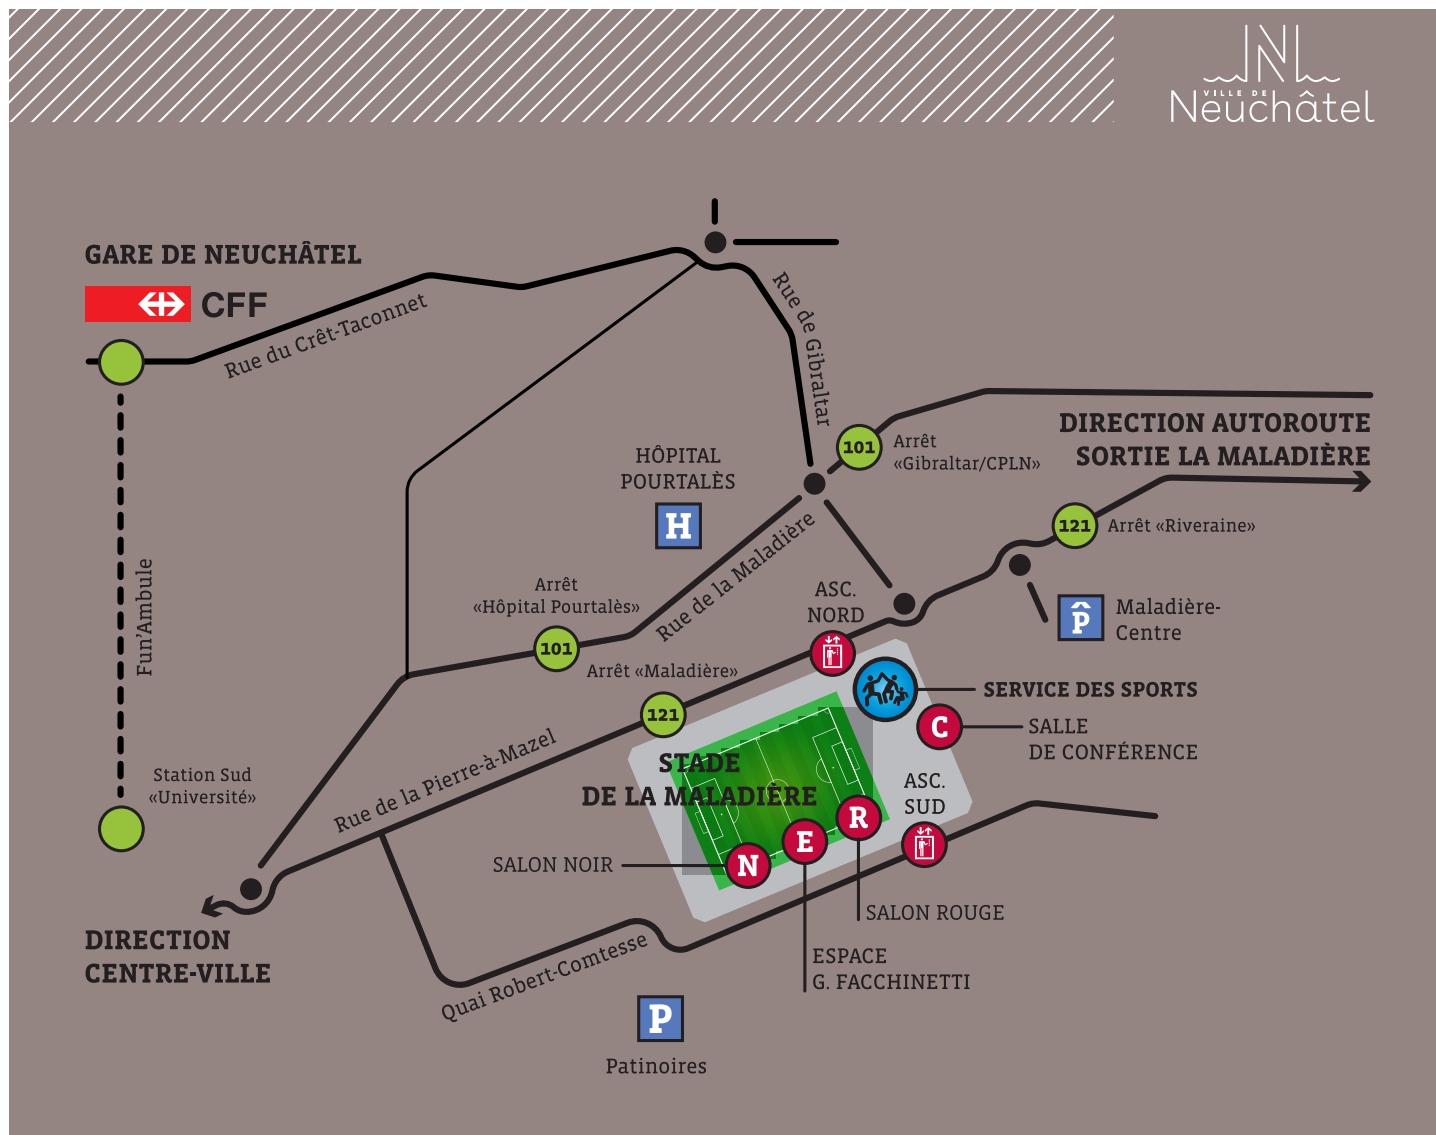 VILLE DE
Neuchâtel
GARE DE NEUCHÂTEL
CFF
Rue du Crêt-Taconnet
Rue de Gibraltar
DIRECTION AUTOROUTE
SORTIE LA MALADIÈRE
101
Arrêt
«Gibraltar/CPLN»
HÔPITAL
POURTALÈS
H
121
Arrêt «Riveraine»
Rue de la Maladière
Arrêt
«Hôpital Pourtalès»
101
ASC.
NORD
P
Maladière-
Centre
Fun'Ambule
Arrêt «Maladière»
121
SERVICE DES SPORTS
C
SALLE
DE CONFÉRENCE
Rue de la Pierre-à-Mazel
STADE
DE LA MALADIÈRE
ASC.
SUD
Station Sud
«Université»
R
E
N
SALON NOIR
SALON ROUGE
ESPACE
G. FACCHINETTI
DIRECTION
CENTRE-VILLE
Quai Robert-Comtesse
P
Patinoires